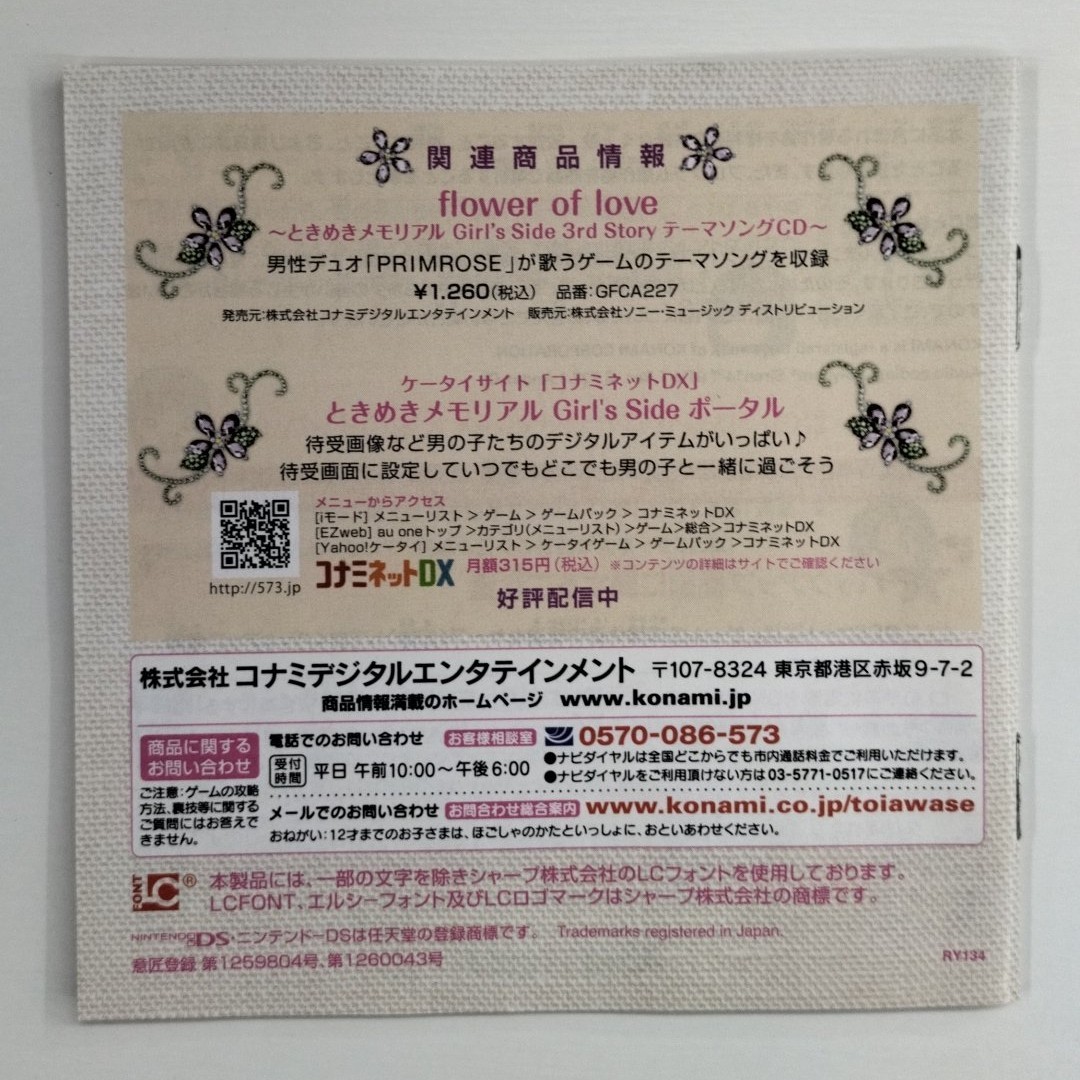 関連商品情報
flower of love
～ときめきメモリアル Girl's Side 3rd Story テーマソングCD～
男性デュオ「PRIMROSE」が歌うゲームのテーマソングを収録
¥1.260(税込) 品番:GFCA227
発売元:株式会社コナミデジタルエンタテインメント 販売元:株式会社ソニー・ミュージック ディストリビューション
ケータイサイト「コナミネットDX」
ときめきメモリアル Girl's Side ポータル
待受画像など男の子たちのデジタルアイテムがいっぱい♪
待受画面に設定していつでもどこでも男の子と一緒に過ごそう
メニューからアクセス
[iモード] メニューリスト > ゲーム > ゲームパック > コナミネットDX
[EZweb] au oneトップ >カテゴリ(メニューリスト) >ゲーム>総合>コナミネットDX
[Yahoo!ケータイ] メニューリスト > ケータイゲーム > ゲームパック >コナミネットDX
http://573.jp
コナミネットDX 月額315円(税込) ※コンテンツの詳細はサイトでご確認ください
好評配信中
株式会社 コナミデジタルエンタテインメント 〒107-8324 東京都港区赤坂9-7-2
商品情報満載のホームページ www.konami.jp
商品に関する
お問い合わせ
ご注意:ゲームの攻略
方法、裏技等に関する
ご質問にはお答えで
きません。
電話でのお問い合わせ お客様相談室 0570-086-573
受付
時間
平日 午前10:00～午後6:00
●ナビダイヤルは全国どこからでも市内通話料金でご利用いただけます。
●ナビダイヤルをご利用頂けない方は 03-5771-0517にご連絡ください。
メールでのお問い合わせ お問合わせ総合案内 www.konami.co.jp/toiawase
おねがい:12才までのお子さまは、ほごしゃのかたといっしょに、おといあわせください。
LC FONT ® 本製品には、一部の文字を除きシャープ株式会社のLCフォントを使用しております。
LCFONT、エルシーフォント及びLCロゴマークはシャープ株式会社の商標です。
NINTENDO DS・ニンテンドーDSは任天堂の登録商標です。 Trademarks registered in Japan.
意匠登録 第1259804号、第1260043号
RY134